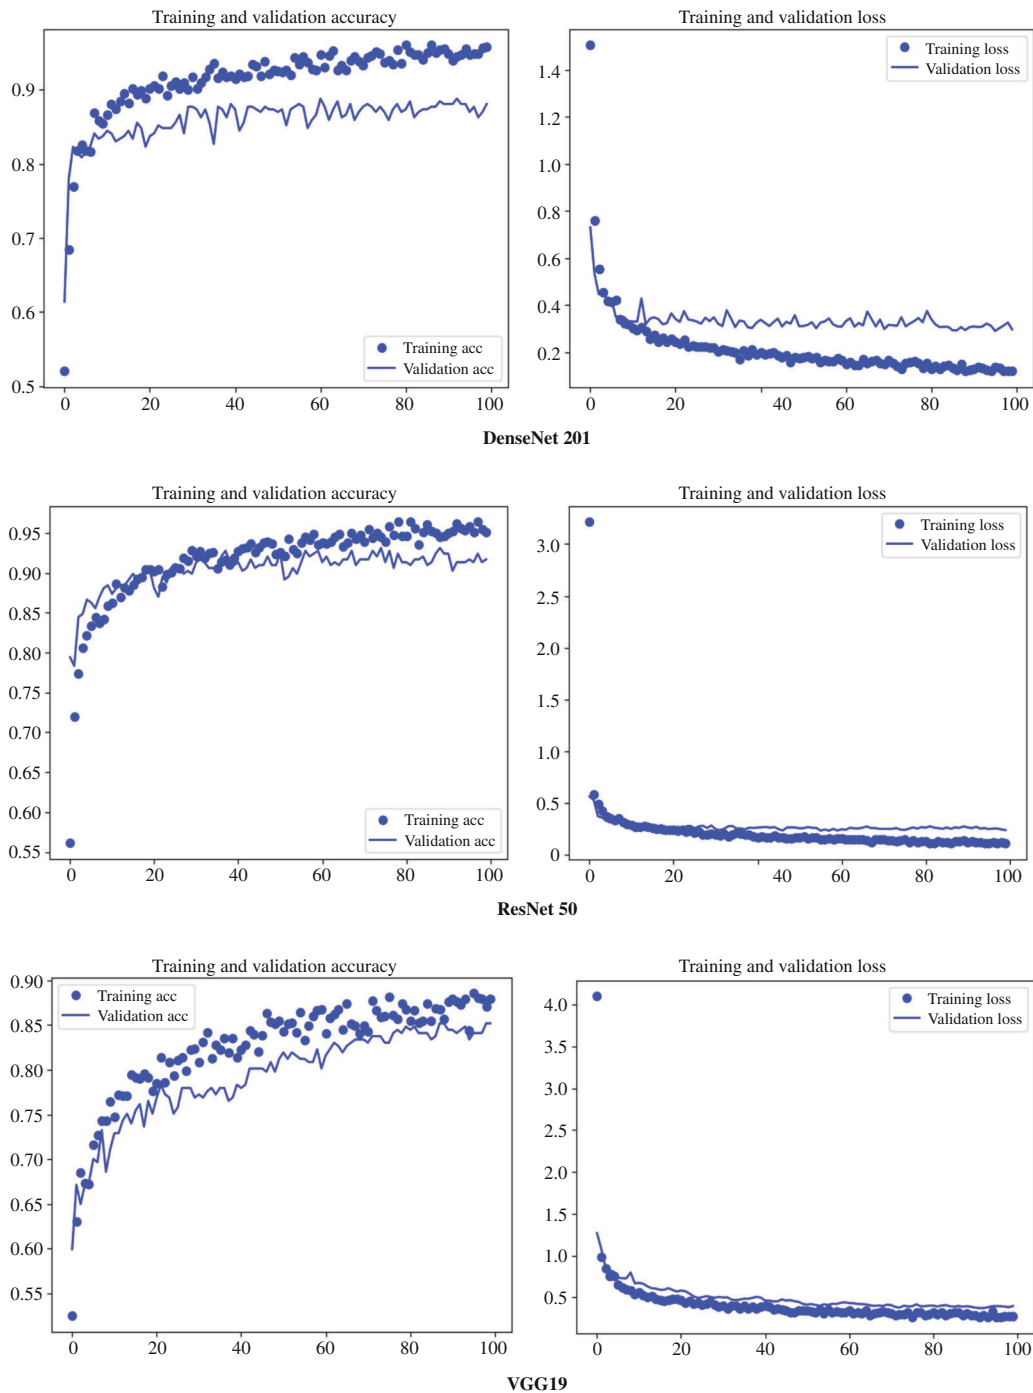 Training and validation accuracy
0.9
0.8
0.7
0.6
0.5
0 20 40 60 80 100
Training acc
Validation acc
Training and validation loss
1.4
1.2
1.0
0.8
0.6
0.4
0.2
0 20 40 60 80 100
Training loss
Validation loss
DenseNet 201
Training and validation accuracy
0.95
0.90
0.85
0.80
0.75
0.70
0.65
0.60
0.55
0 20 40 60 80 100
Training acc
Validation acc
Training and validation loss
3.0
2.5
2.0
1.5
1.0
0.5
0
0 20 40 60 80 100
Training loss
Validation loss
ResNet 50
Training and validation accuracy
0.90
0.85
0.80
0.75
0.70
0.65
0.60
0.55
0 20 40 60 80 100
Training acc
Validation acc
Training and validation loss
4.0
3.5
3.0
2.5
2.0
1.5
1.0
0.5
0 20 40 60 80 100
Training loss
Validation loss
VGG19